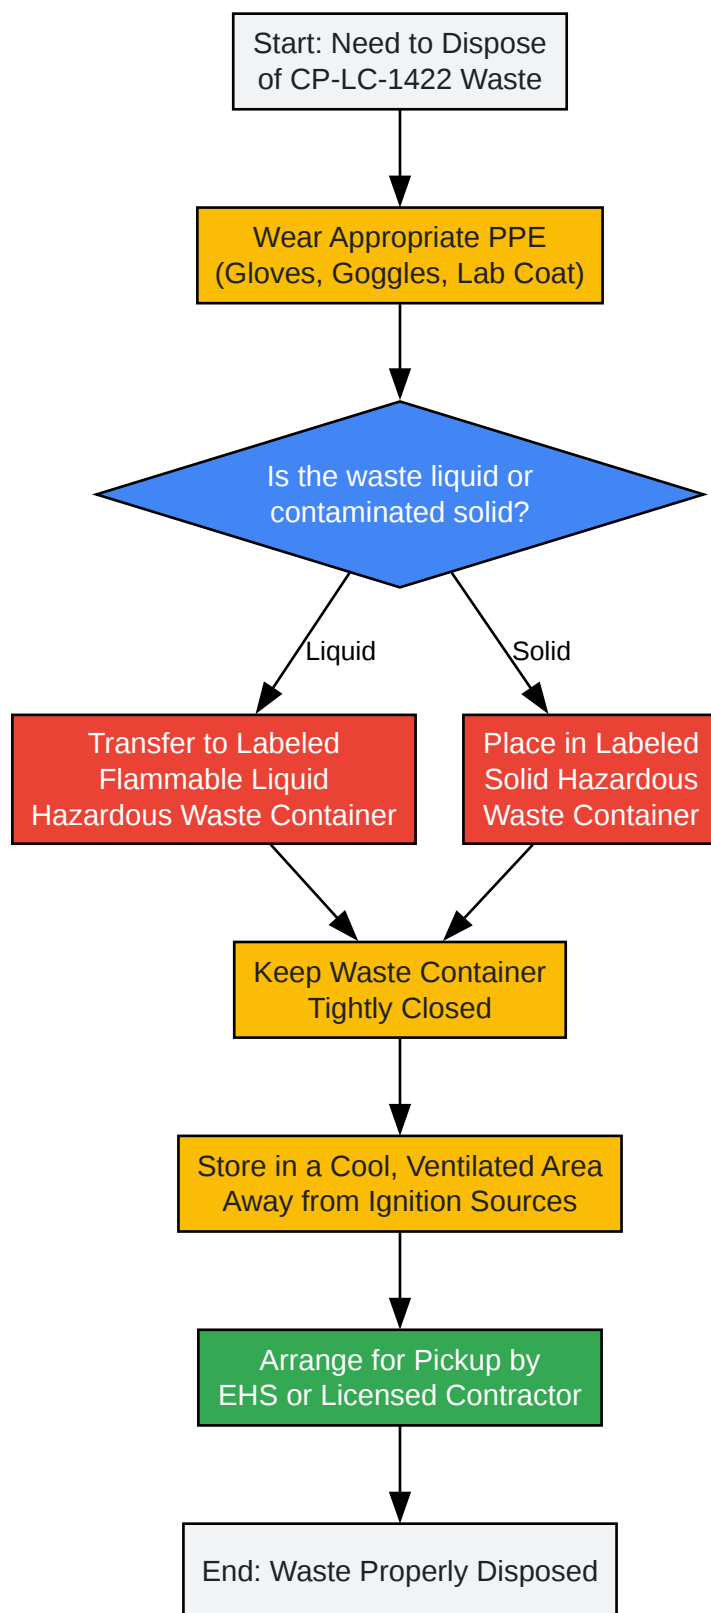 Start: Need to Dispose
of CP-LC-1422 Waste
Wear Appropriate PPE
(Gloves, Goggles, Lab Coat)
Is the waste liquid or
contaminated solid?
Liquid
Solid
Transfer to Labeled
Flammable Liquid
Hazardous Waste Container
Place in Labeled
Solid Hazardous
Waste Container
Keep Waste Container
Tightly Closed
Store in a Cool, Ventilated Area
Away from Ignition Sources
Arrange for Pickup by
EHS or Licensed Contractor
End: Waste Properly Disposed